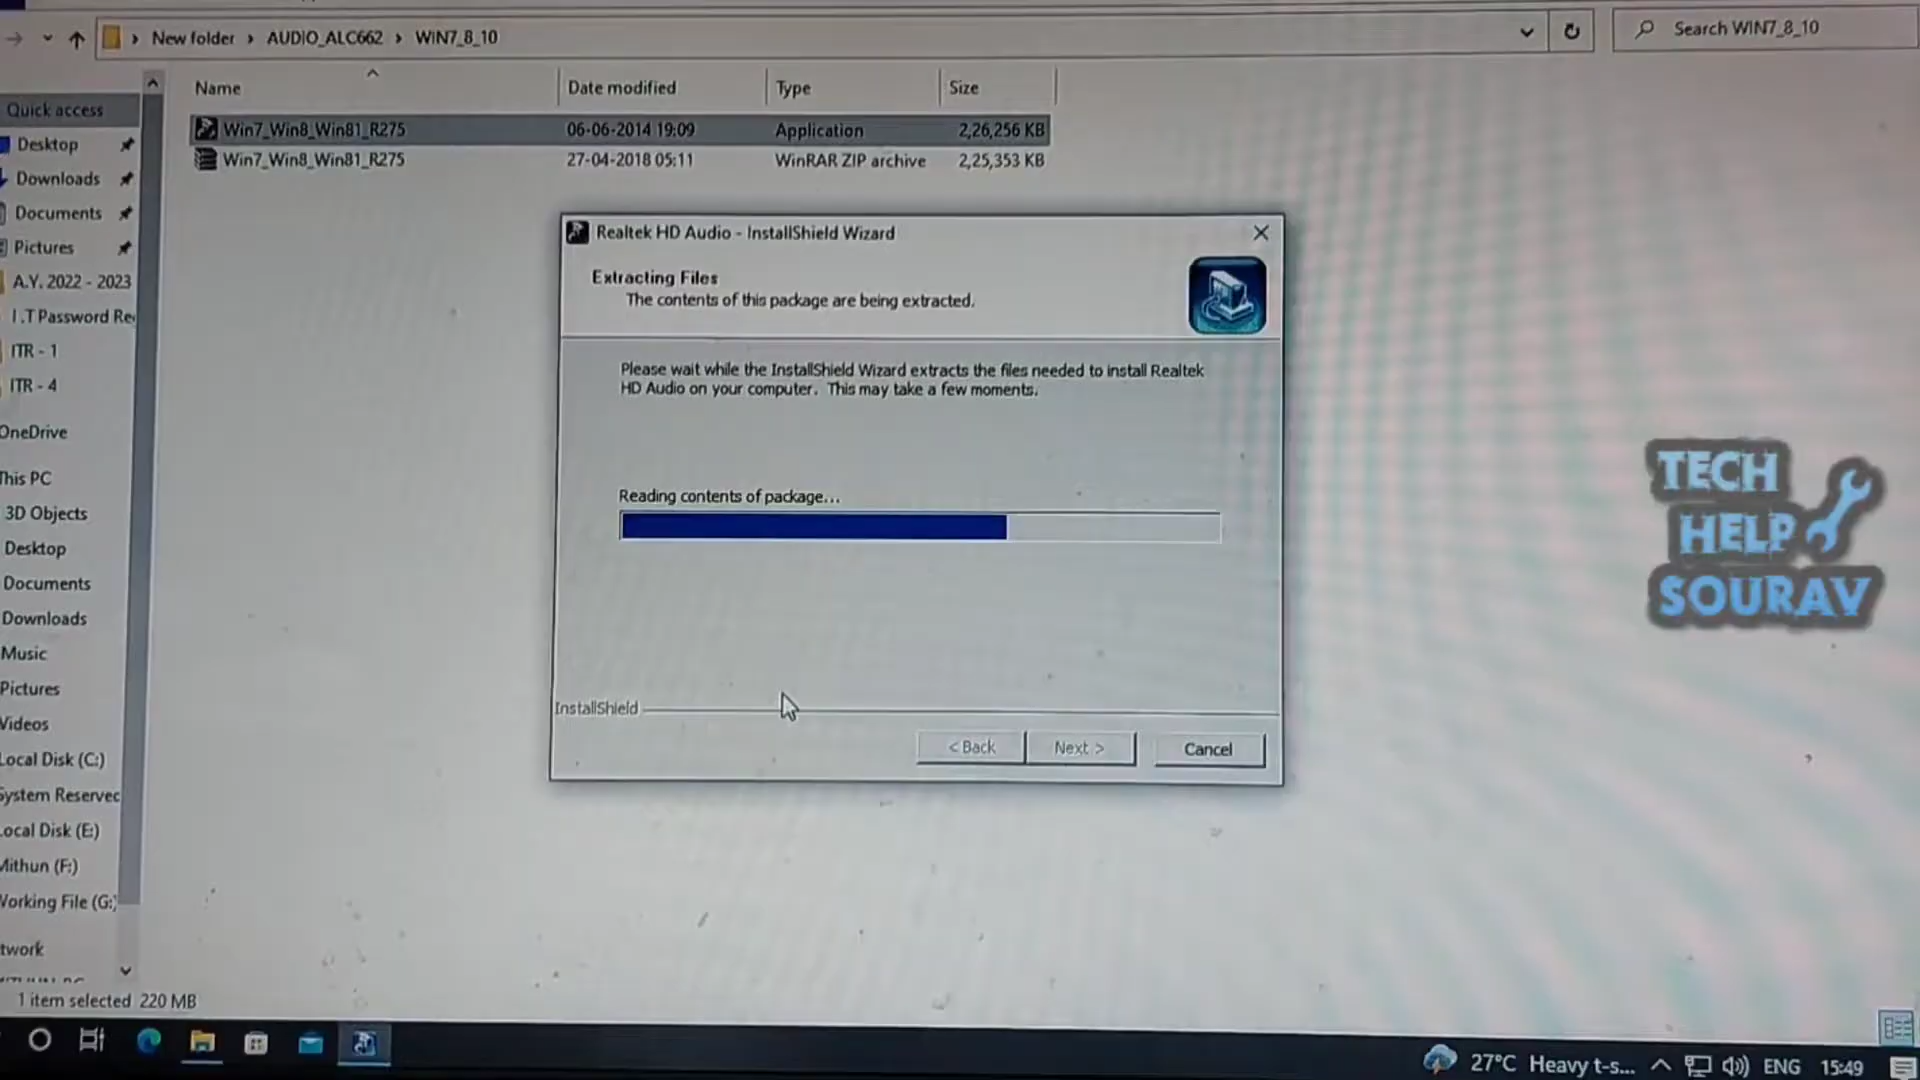 New folder > AUDIO_ALC662 > WIN7_8_10
Search WIN7_8_10
Name Date modified Type Size
Quick access
Win7_Win8_Win81_R275 06-06-2014 19:09 Application 2,26,256 KB
Win7_Win8_Win81_R275 27-04-2018 05:11 WinRAR ZIP archive 2,25,353 KB
Desktop
Downloads
Documents
Pictures
A.Y. 2022 - 2023
I .T Password Re
ITR - 1
ITR - 4
OneDrive
This PC
3D Objects
Desktop
Documents
Downloads
Music
Pictures
Videos
Local Disk (C:)
System Reserved
Local Disk (E:)
Mithun (F:)
Working File (G:)
twork
1 item selected 220 MB
Realtek HD Audio - InstallShield Wizard
Extracting Files
The contents of this package are being extracted.
Please wait while the InstallShield Wizard extracts the files needed to install Realtek
HD Audio on your computer. This may take a few moments.
Reading contents of package...
InstallShield
< Back Next > Cancel
TECH
HELP
SOURAV
27°C Heavy t-s... ENG 15:49